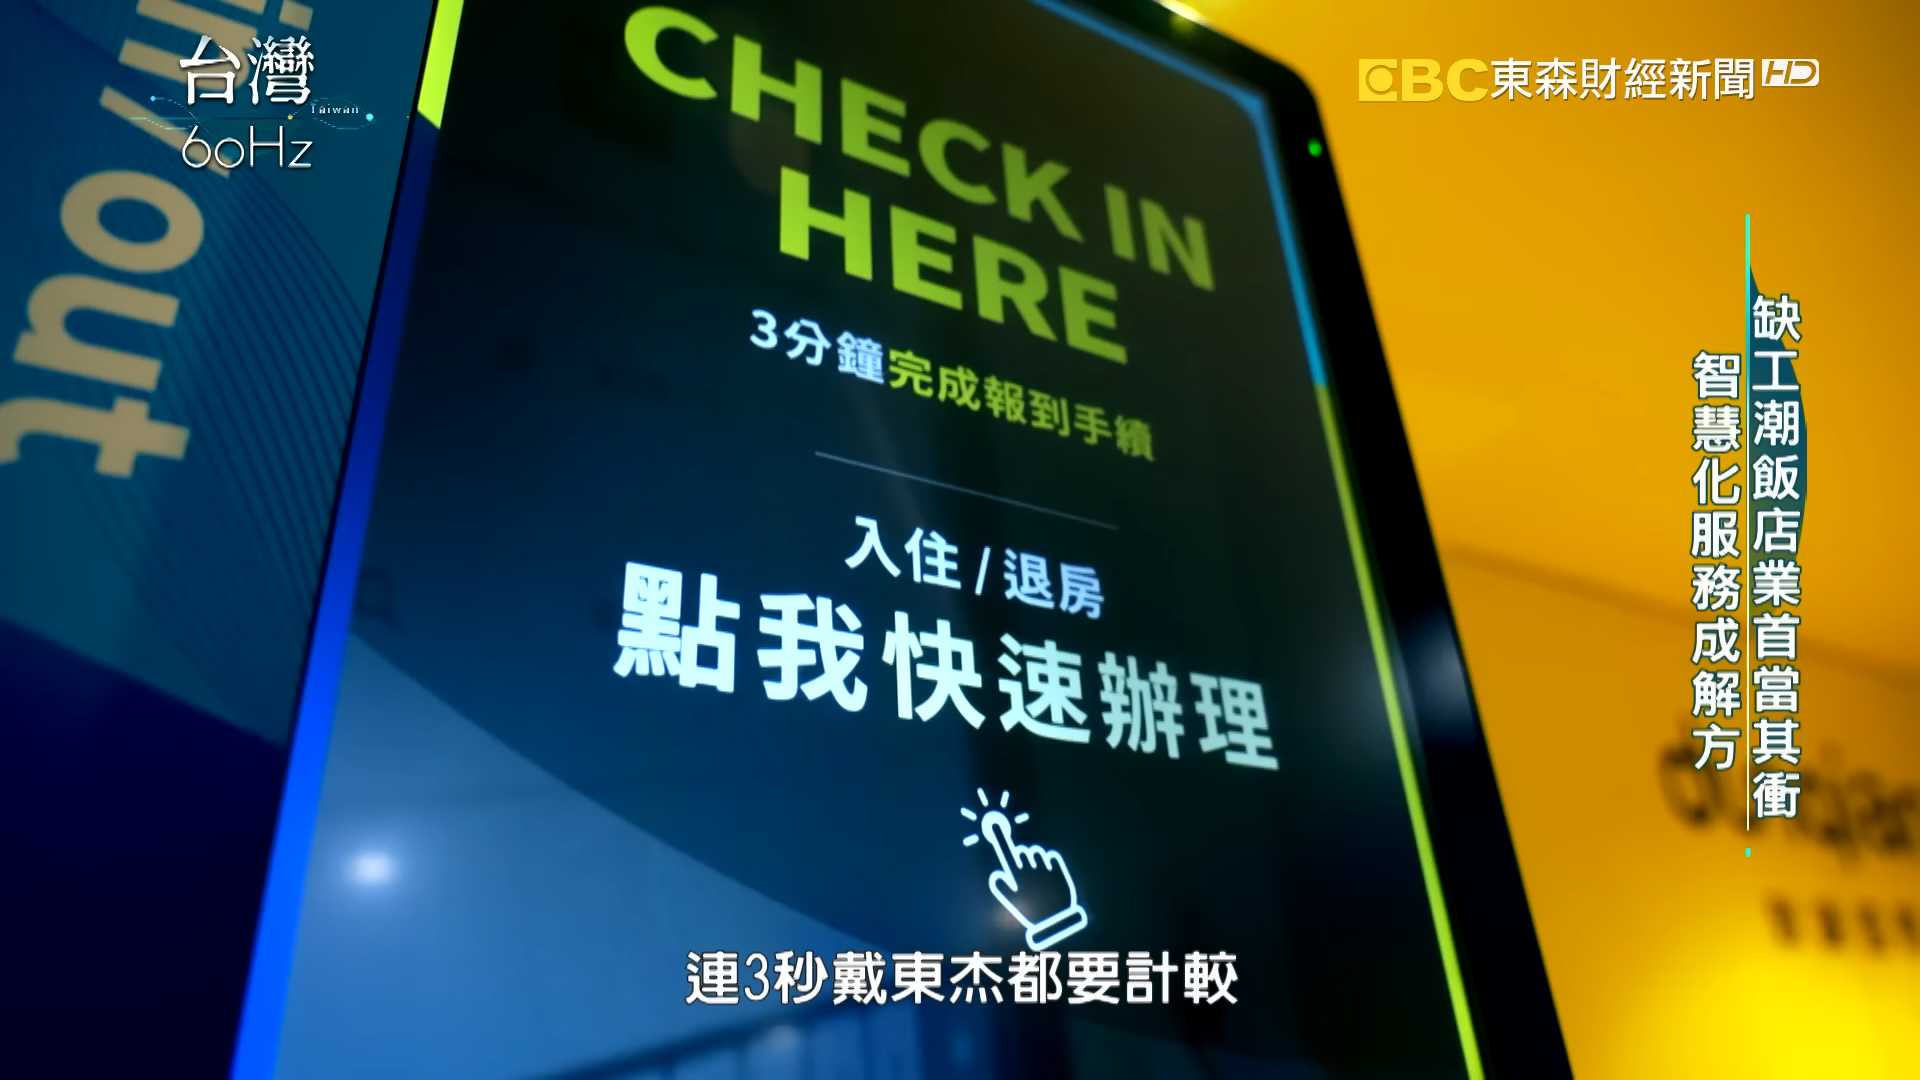 台灣
Taiwan
60Hz
EBC東森財經新聞HD
in/out
CHECK IN
HERE
3分鐘完成報到手續
入住/退房
點我快速辦理
缺工潮飯店業首當其衝
智慧化服務成解方
連3秒戴東杰都要計較